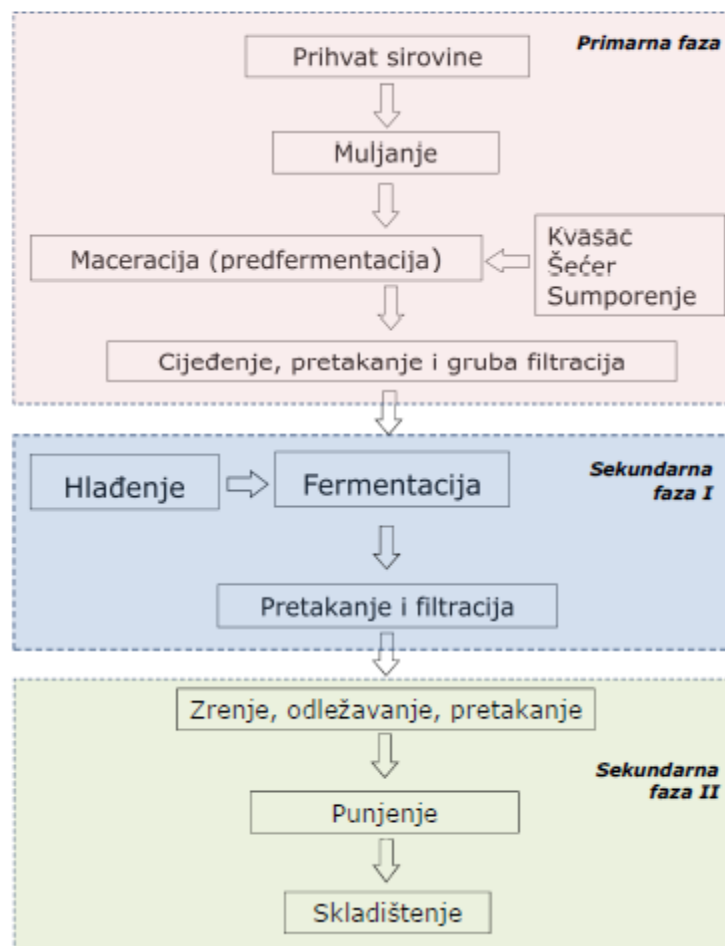 Primarna faza
Prihvat sirovine
Muljanje
Maceracija (predfermentacija)
Kvasac
Šećer
Sumporenje
Cijeđenje, pretakanje i gruba filtracija
Sekundarna
faza I
Hlađenje
Fermentacija
Pretakanje i filtracija
Zrenje, odležavanje, pretakanje
Sekundarna
faza II
Punjenje
Skladištenje